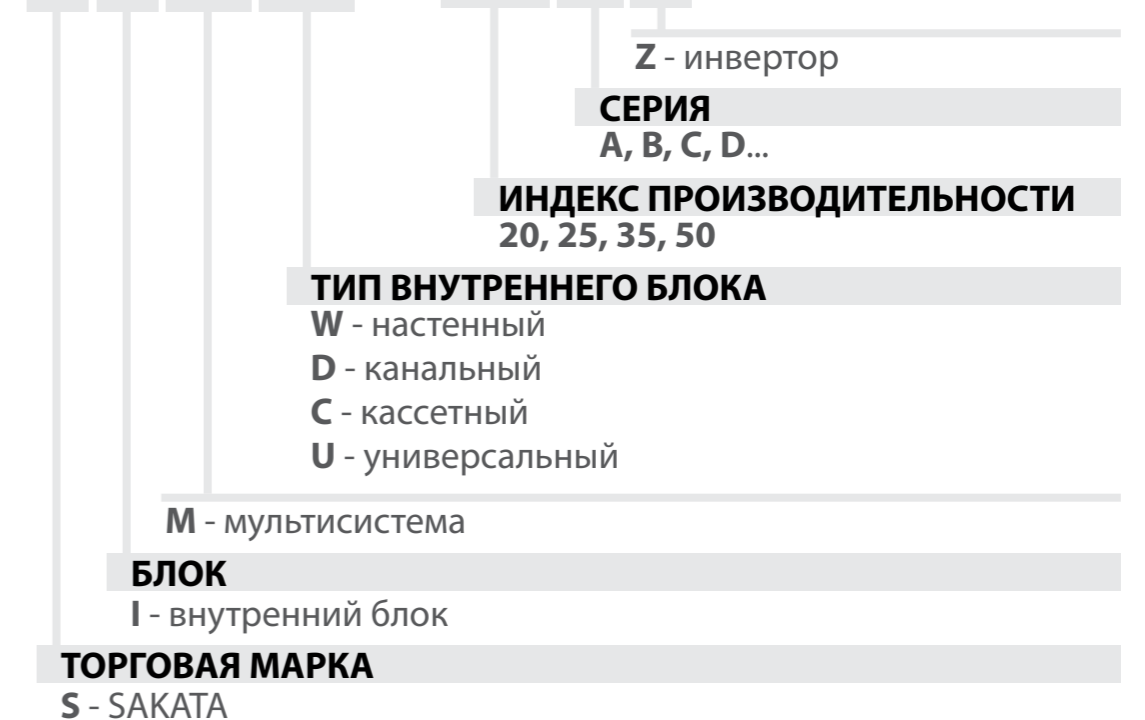 Z - инвертор
СЕРИЯ
A, B, C, D...
ИНДЕКС ПРОИЗВОДИТЕЛЬНОСТИ
20, 25, 35, 50
ТИП ВНУТРЕННЕГО БЛОКА
W - настенный
D - канальный
C - кассетный
U - универсальный
M - мультисистема
БЛОК
I - внутренний блок
ТОРГОВАЯ МАРКА
S - SAKATA